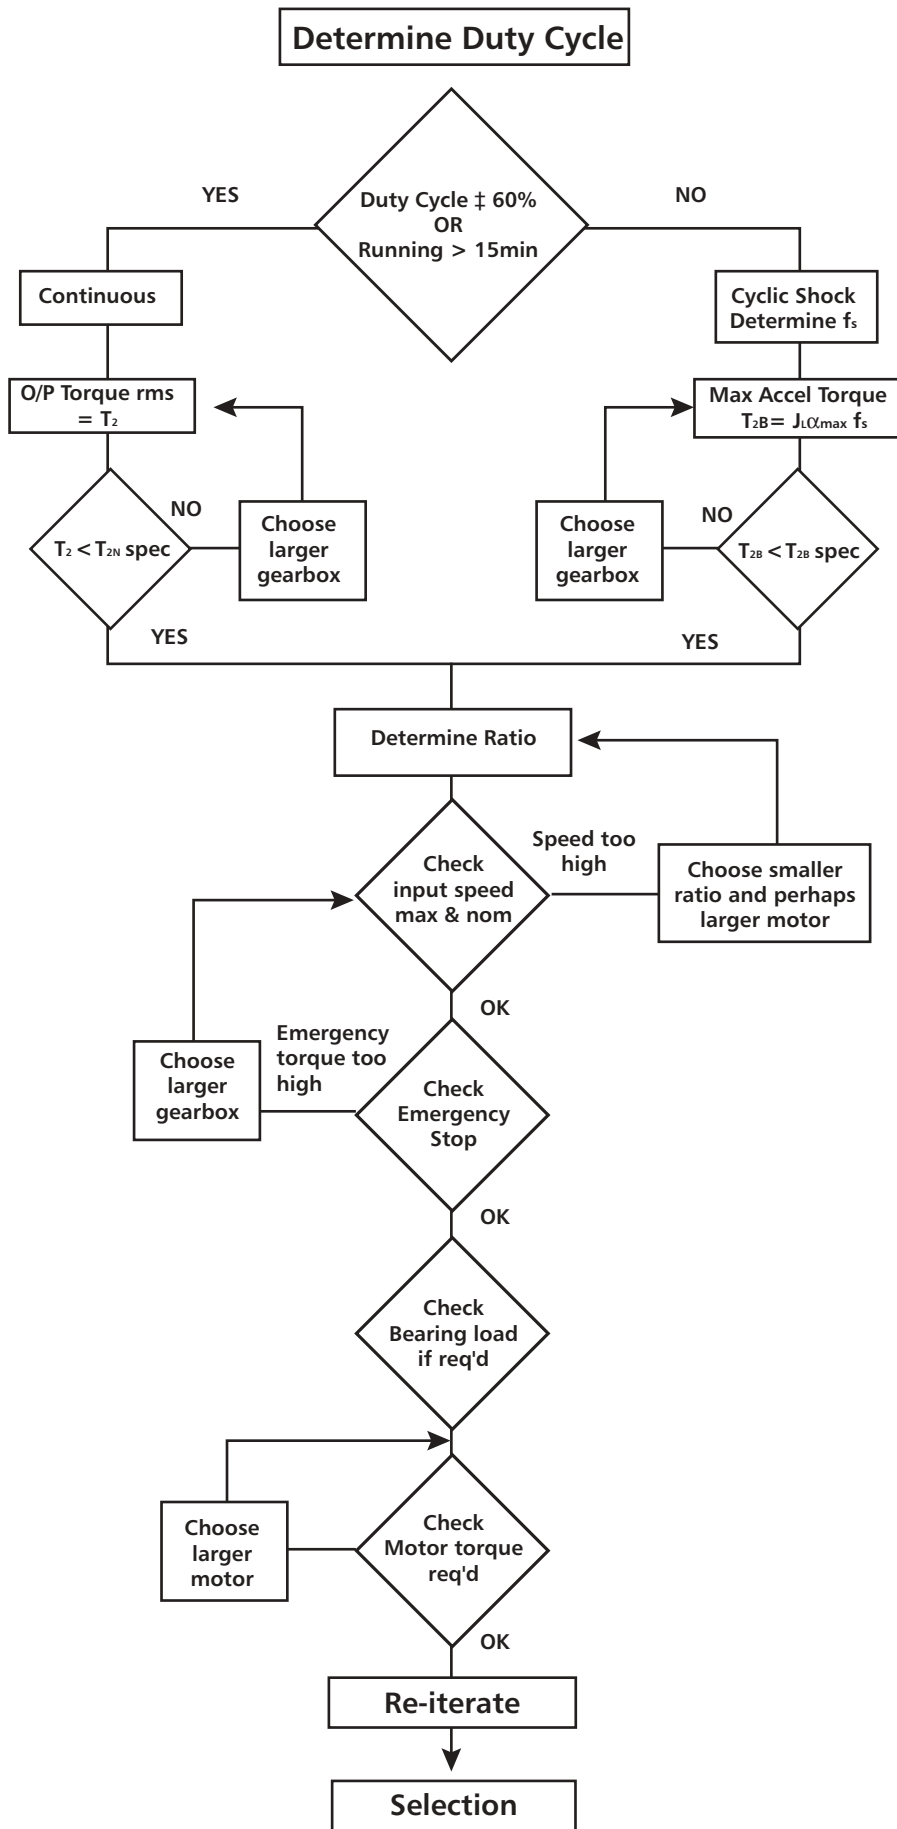 Determine Duty Cycle
YES
Duty Cycle ‡ 60%
OR
Running > 15min
NO
Continuous
Cyclic Shock
Determine fs
O/P Torque rms
= T2
Max Accel Torque
T2B= JLαmax fs
T2 < T2N spec
NO
Choose
larger
gearbox
Choose
larger
gearbox
NO
T2B < T2B spec
YES
YES
Determine Ratio
Check
input speed
max & nom
Speed too
high
Choose smaller
ratio and perhaps
larger motor
OK
Choose
larger
gearbox
Emergency
torque too
high
Check
Emergency
Stop
OK
Check
Bearing load
if req'd
Choose
larger
motor
Check
Motor torque
req'd
OK
Re-iterate
Selection